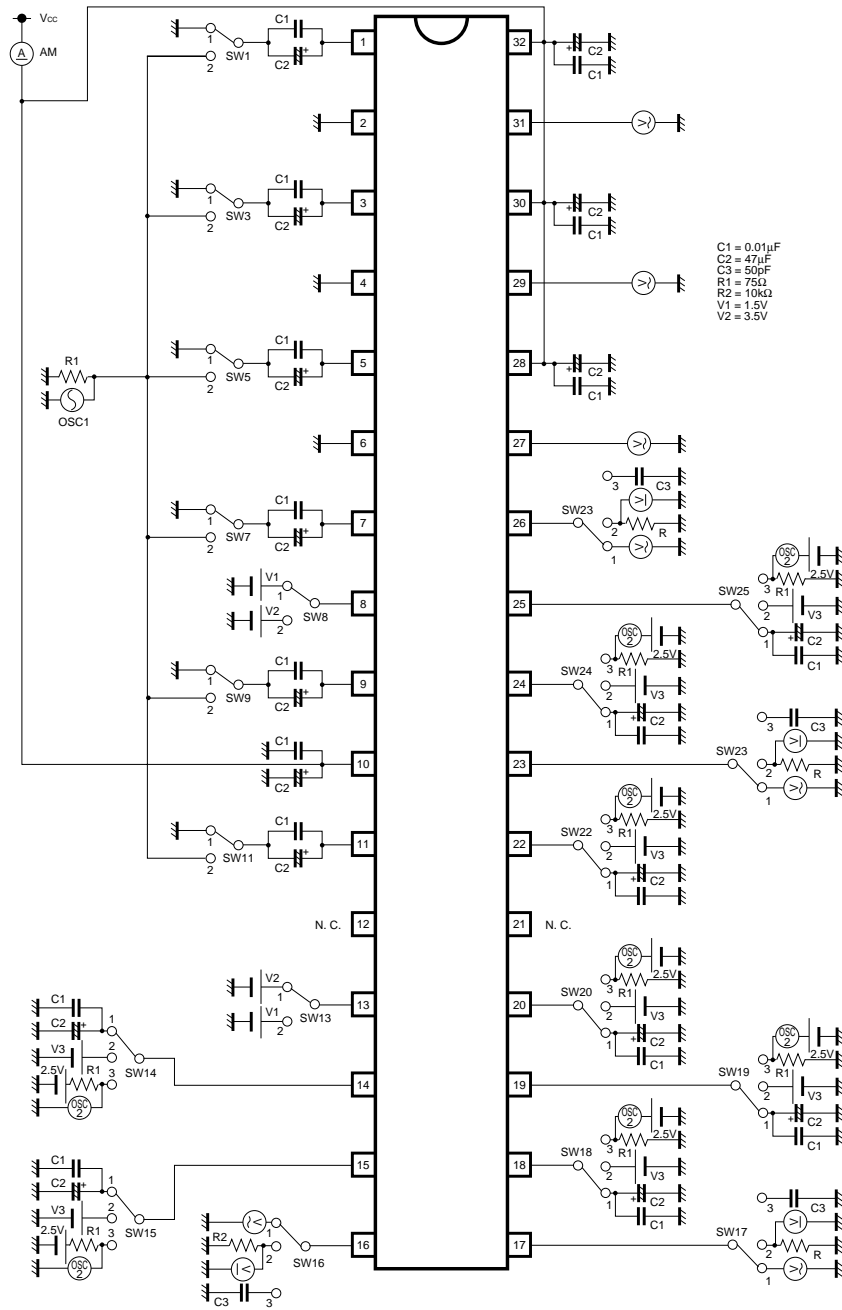 Vcc
A AM
C1
1 SW1 C2 + 1
2
2
C1
1 SW3 C2 + 3
2
4
C1
1 SW5 C2 + 5
2
R1
OSC1
6
C1
1 SW7 C2 + 7
2
V1
1 SW8 8
V2
2
C1
1 SW9 C2 + 9
2
C1
10
C2 +
C1
1 SW11 C2 + 11
2
N. C. 12
V2
1 SW13 13
V1
2
C1
C2 + 1
V3 2
2.5V R1 3
OSC 2
SW14 14
C1
C2 + 1
V3 2
2.5V R1 3
OSC 2
SW15 15
V 1
R2 2
V
C3 3
SW16 16
32 + C2
C1
31 V
30 + C2
C1
29 V
C1 = 0.01µF
C2 = 47µF
C3 = 50pF
R1 = 75Ω
R2 = 10kΩ
V1 = 1.5V
V2 = 3.5V
28 + C2
C1
27 V
3 C3
V
26 SW23 2 R
1 V
OSC 2
2.5V
3 R1
25 SW25 2 V3
1 + C2
C1
OSC 2
2.5V
3 R1
24 SW24 2 V3
1 + C2
C1
3 C3
V
23 SW23 2 R
1 V
OSC 2
2.5V
3 R1
22 SW22 2 V3
1 + C2
C1
21 N. C.
OSC 2
2.5V
3 R1
20 SW20 2 V3
1 + C2
C1
OSC 2
2.5V
3 R1
19 SW19 2 V3
1 + C2
C1
OSC 2
2.5V
3 R1
18 SW18 2 V3
1 + C2
C1
3 C3
V
17 SW17 2 R
1 V